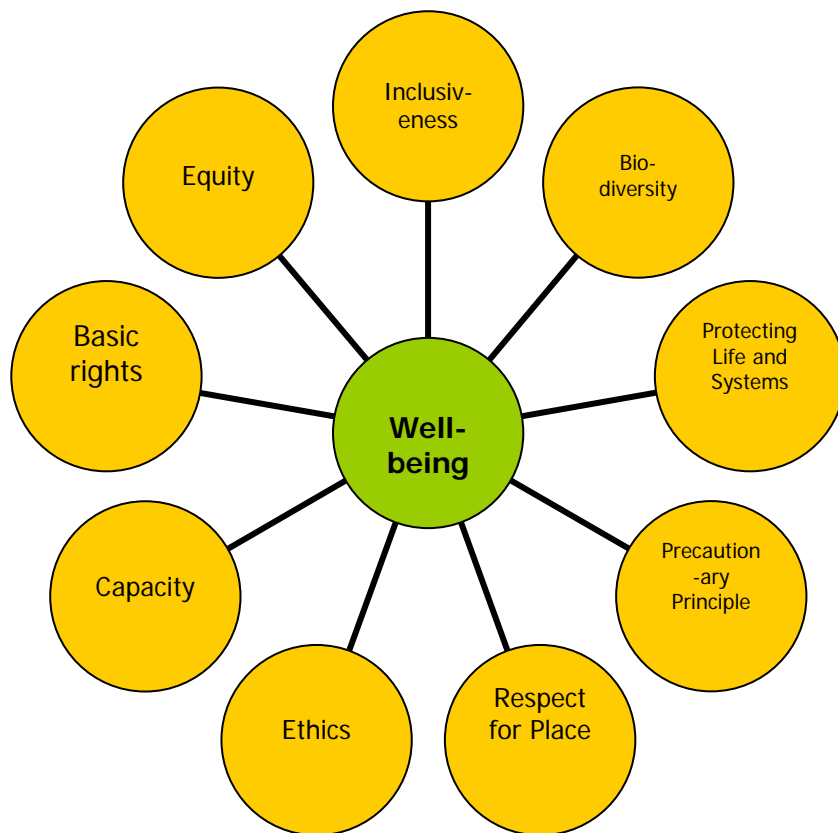 Inclusiv-
eness
Bio-
diversity
Protecting
Life and
Systems
Precaution
-ary
Principle
Respect
for Place
Ethics
Capacity
Basic
rights
Equity
Well-
being